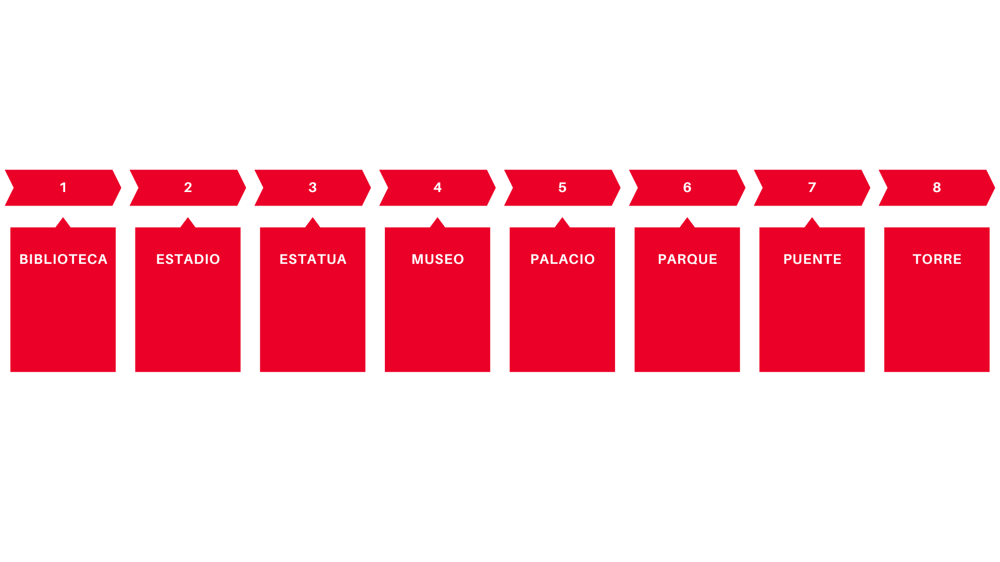 1
2
3
4
5
6
7
8
BIBLIOTECA
ESTADIO
ESTATUA
MUSEO
PALACIO
PARQUE
PUENTE
TORRE